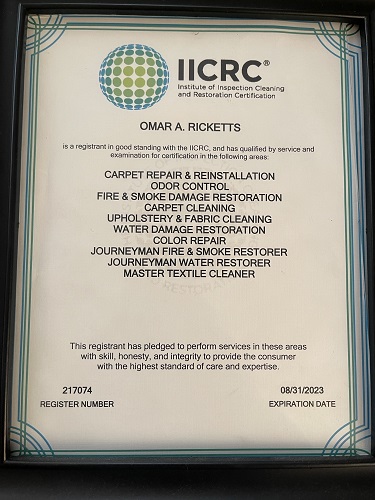 IICRC®
Institute of Inspection Cleaning
and Restoration Certification
OMAR A. RICKETTS
is a registrant in good standing with the IICRC, and has qualified by service and
examination for certification in the following areas:
CARPET REPAIR & REINSTALLATION
ODOR CONTROL
FIRE & SMOKE DAMAGE RESTORATION
CARPET CLEANING
UPHOLSTERY & FABRIC CLEANING
WATER DAMAGE RESTORATION
COLOR REPAIR
JOURNEYMAN FIRE & SMOKE RESTORER
JOURNEYMAN WATER RESTORER
MASTER TEXTILE CLEANER
This registrant has pledged to perform services in these areas
with skill, honesty, and integrity to provide the consumer
with the highest standard of care and expertise.
217074 08/31/2023
REGISTER NUMBER EXPIRATION DATE